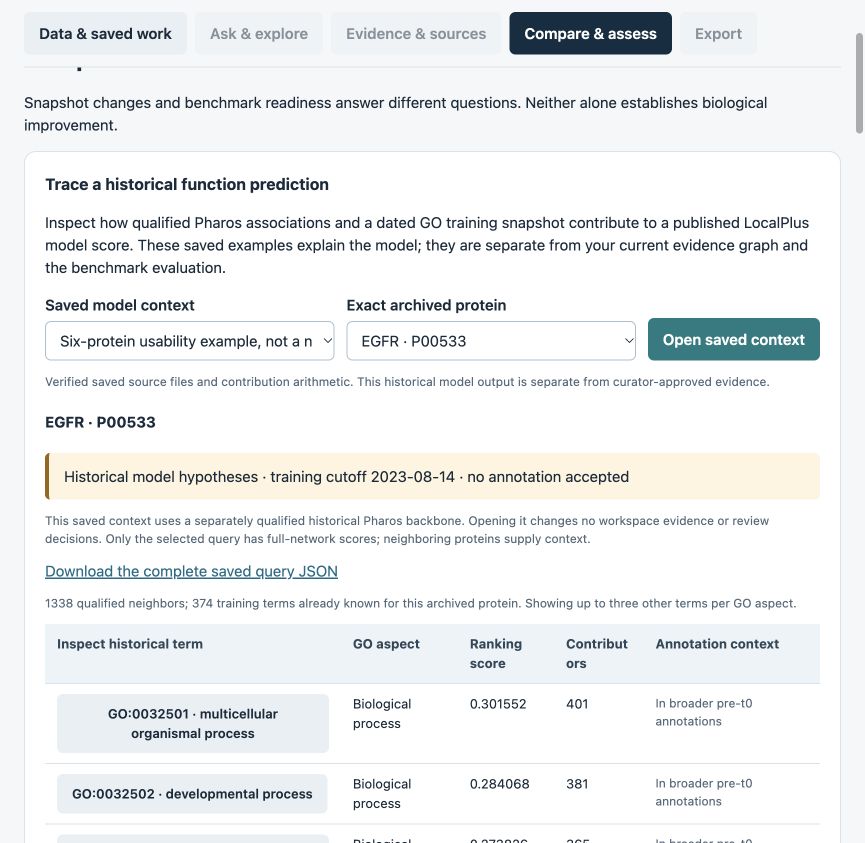 Data & saved work
Ask & explore
Evidence & sources
Compare & assess
Export
Snapshot changes and benchmark readiness answer different questions. Neither alone establishes biological
improvement.
Trace a historical function prediction
Inspect how qualified Pharos associations and a dated GO training snapshot contribute to a published LocalPlus
model score. These saved examples explain the model; they are separate from your current evidence graph and
the benchmark evaluation.
Saved model context
Exact archived protein
Six-protein usability example, not a n
EGFR · P00533
Open saved context
Verified saved source files and contribution arithmetic. This historical model output is separate from curator-approved evidence.
EGFR · P00533
Historical model hypotheses · training cutoff 2023-08-14 · no annotation accepted
This saved context uses a separately qualified historical Pharos backbone. Opening it changes no workspace evidence or review
decisions. Only the selected query has full-network scores; neighboring proteins supply context.
Download the complete saved query JSON
1338 qualified neighbors; 374 training terms already known for this archived protein. Showing up to three other terms per GO aspect.
Inspect historical term
GO aspect
Ranking
score
Contribut
ors
Annotation context
GO:0032501 · multicellular
organismal process
Biological
process
0.301552
401
In broader pre-t0
annotations
GO:0032502 · developmental process
Biological
process
0.284068
381
In broader pre-t0
annotations